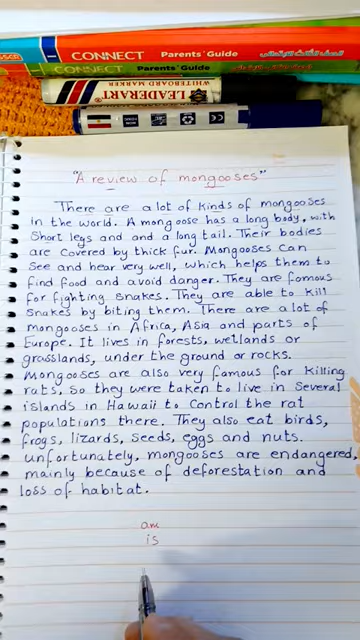 CONNECT Parents' Guide
CONNECT Parents' Guide
LEADERART WHITEBOARD MARKER
"A review of mongooses"
There are a lot of kinds of mongooses
in the world. A mongoose has a long body, with
Short legs and and a long tail. Their bodies
are covered by thick fur. Mongooses can
see and hear very well, which helps them to
find food and avoid danger. They are famous
for fighting snakes. They are able to kill
snakes by biting them. There are a lot of
mongooses in Africa, Asia and parts of
Europe. It lives in forests, wetlands or
grasslands, under the ground or rocks.
Mongooses are also very famous for killing
rats, so they were taken to live in Several
islands in Hawaii to Control the rat
populations there. They also eat birds,
frogs, lizards, seeds, eggs and nuts.
unfortunately, mongooses are endangered,
mainly because of deforestation and
loss of habitat.
am
is